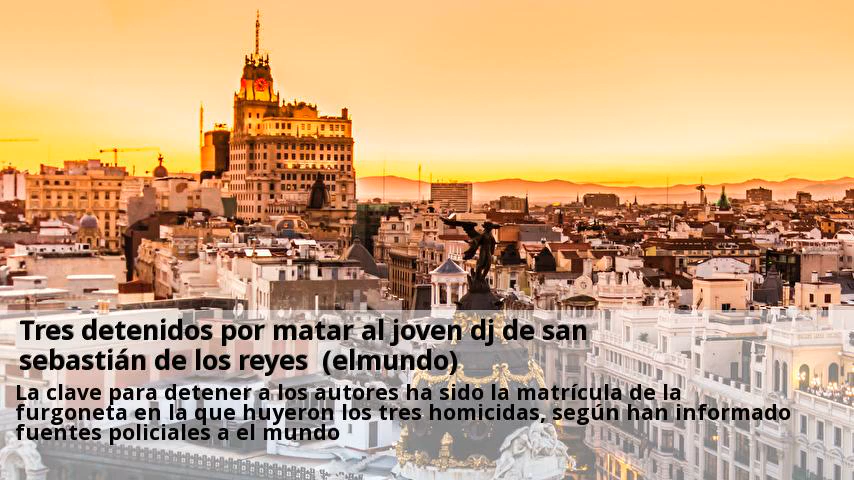 Tres detenidos por matar al joven dj de san
sebastián de los reyes (elmundo)
La clave para detener a los autores ha sido la matrícula de la
furgoneta en la que huyeron los tres homicidas, según han informado
fuentes policiales a el mundo